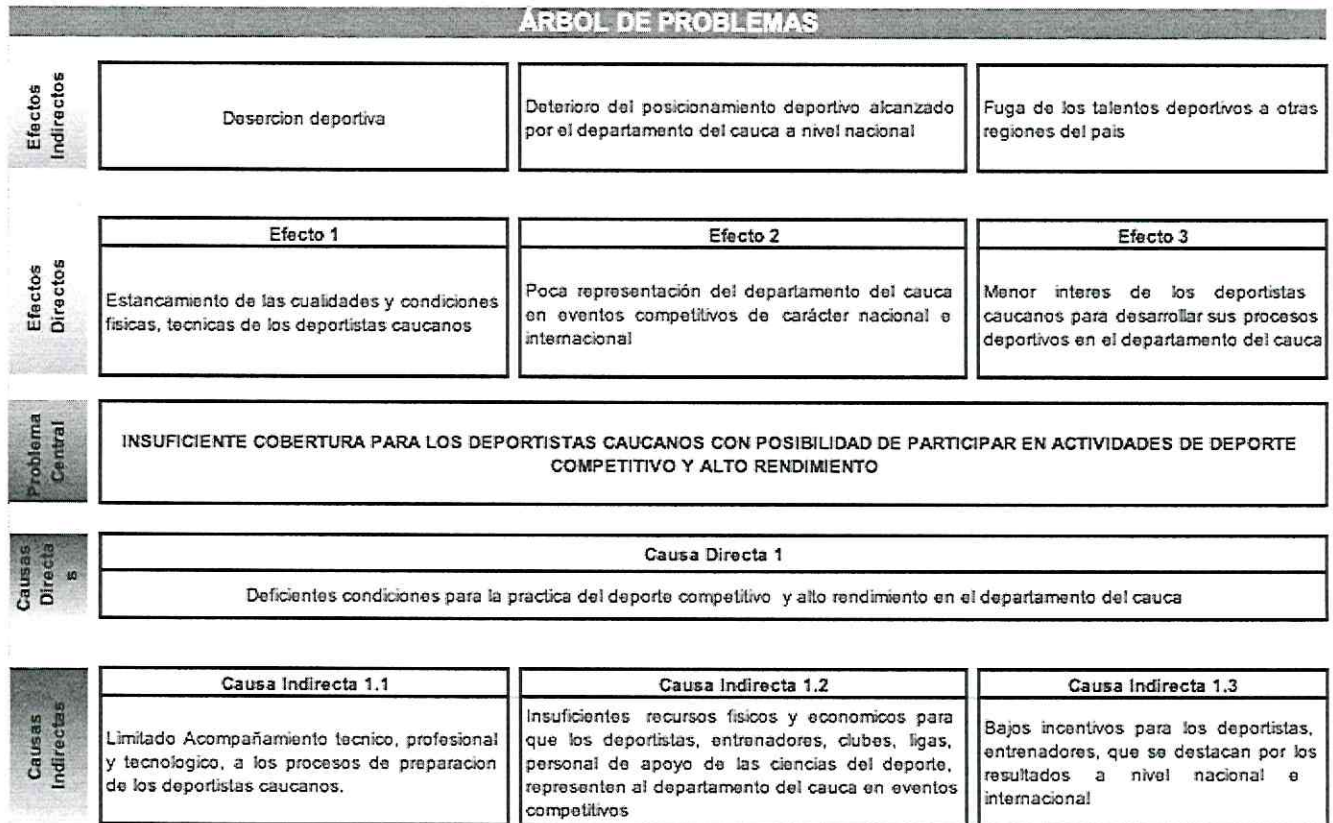 ÁRBOL DE PROBLEMAS
Efectos
Indirectos
Desercion deportiva
Deterioro del posicionamiento deportivo alcanzado
por el departamento del cauca a nivel nacional
Fuga de los talentos deportivos a otras
regiones del pais
Efectos
Directos
Efecto 1
Estancamiento de las cualidades y condiciones
fisicas, tecnicas de los deportistas caucanos
Efecto 2
Poca representación del departamento del cauca
en eventos competitivos de carácter nacional e
internacional
Efecto 3
Menor interes de los deportistas
caucanos para desarrollar sus procesos
deportivos en el departamento del cauca
Problema
Central
INSUFICIENTE COBERTURA PARA LOS DEPORTISTAS CAUCANOS CON POSIBILIDAD DE PARTICIPAR EN ACTIVIDADES DE DEPORTE
COMPETITIVO Y ALTO RENDIMIENTO
Causas
Directa
s
Causa Directa 1
Deficientes condiciones para la practica del deporte competitivo y alto rendimiento en el departamento del cauca
Causas
Indirectas
Causa Indirecta 1.1
Limitado Acompañamiento tecnico, profesional
y tecnologico, a los procesos de preparacion
de los deportistas caucanos.
Causa Indirecta 1.2
Insuficientes recursos fisicos y economicos para
que los deportistas, entrenadores, clubes, ligas,
personal de apoyo de las ciencias del deporte,
representen al departamento del cauca en eventos
competitivos
Causa Indirecta 1.3
Bajos incentivos para los deportistas,
entrenadores, que se destacan por los
resultados a nivel nacional e
internacional